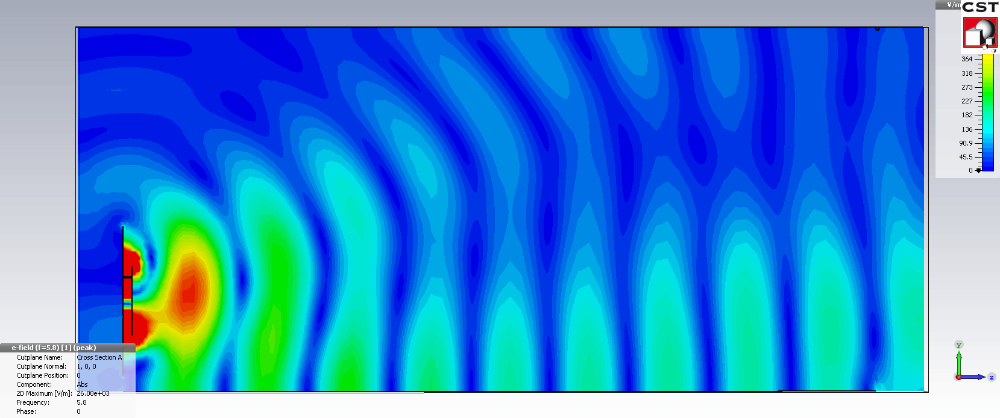 V/m
CST
364
318
273
227
182
136
90.9
45.5
0
e-field (f=5.8) [1] (peak)
Cutplane Name: Cross Section A
Cutplane Normal: 1, 0, 0
Cutplane Position: 0
Component: Abs
2D Maximum [V/m]: 26.08e+03
Frequency: 5.8
Phase: 0
Y
z